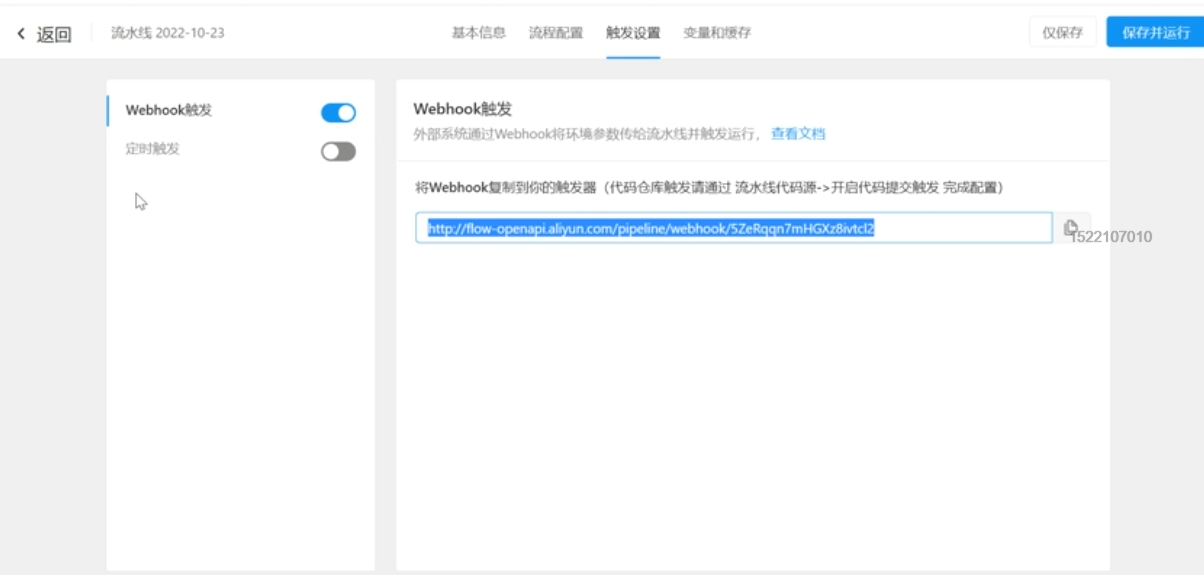 返回
流水线 2022-10-23
基本信息
流程配置
触发设置
变量和缓存
仅保存
保存并运行
Webhook触发
定时触发
Webhook触发
外部系统通过Webhook将环境参数传给流水线并触发运行， 查看文档
将Webhook复制到你的触发器（代码仓库触发请通过 流水线代码源->开启代码提交触发 完成配置）
http://flow-openapi.aliyun.com/pipeline/webhook/5ZeRqqn7mHGXz8ivtcl2
1522107010